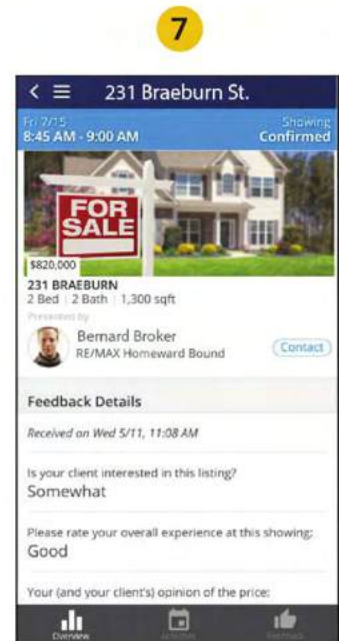 7
231 Braeburn St.
Fri 2/15
Showing
8:45 AM - 9:00 AM
Confirmed
FOR
SALE
$820,000
231 BRAEBURN
2 Bed | 2 Bath | 1,300 sqft
Presented by
Bernard Broker
RE/MAX Homeward Bound
Contact
Feedback Details
Received on Wed 5/11, 11:08 AM
Is your client interested in this listing?
Somewhat
Please rate your overall experience at this showing:
Good
Your (and your client's) opinion of the price:
Overview
Feedback